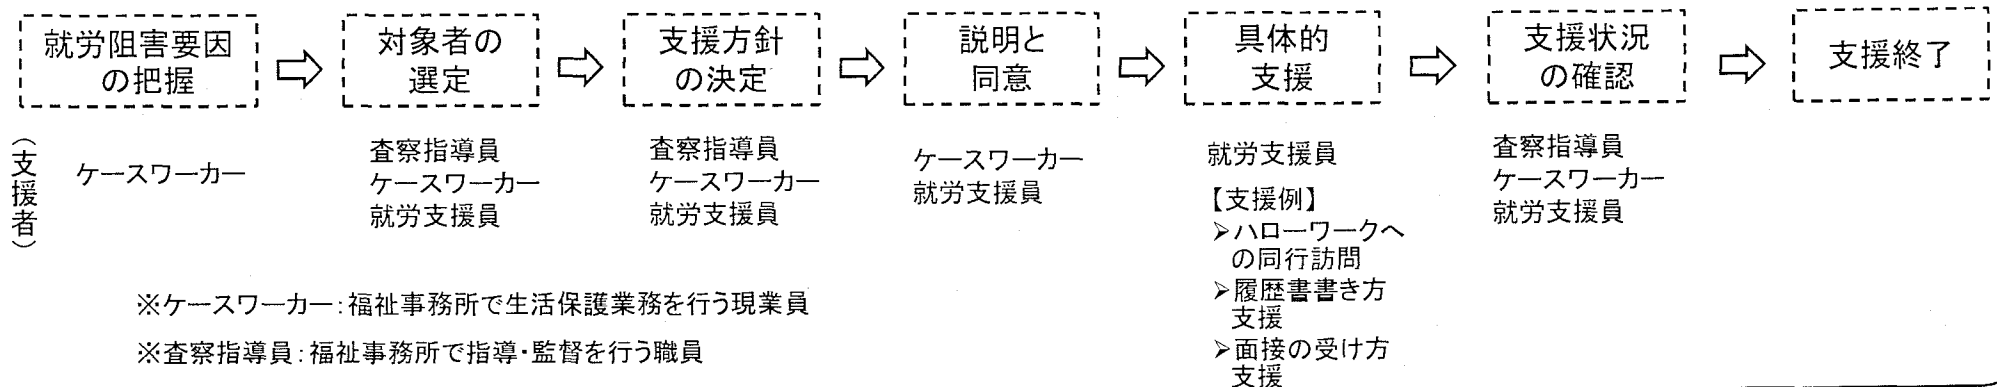 就労阻害要因
の把握
対象者の
選定
支援方針
の決定
説明と
同意
具体的
支援
支援状況
の確認
支援終了
（支援者）
ケースワーカー
査察指導員
ケースワーカー
就労支援員
査察指導員
ケースワーカー
就労支援員
ケースワーカー
就労支援員
就労支援員
【支援例】
➢ハローワークへ
の同行訪問
➢履歴書書き方
支援
➢面接の受け方
支援
査察指導員
ケースワーカー
就労支援員
※ケースワーカー：福祉事務所で生活保護業務を行う現業員
※査察指導員：福祉事務所で指導・監督を行う職員